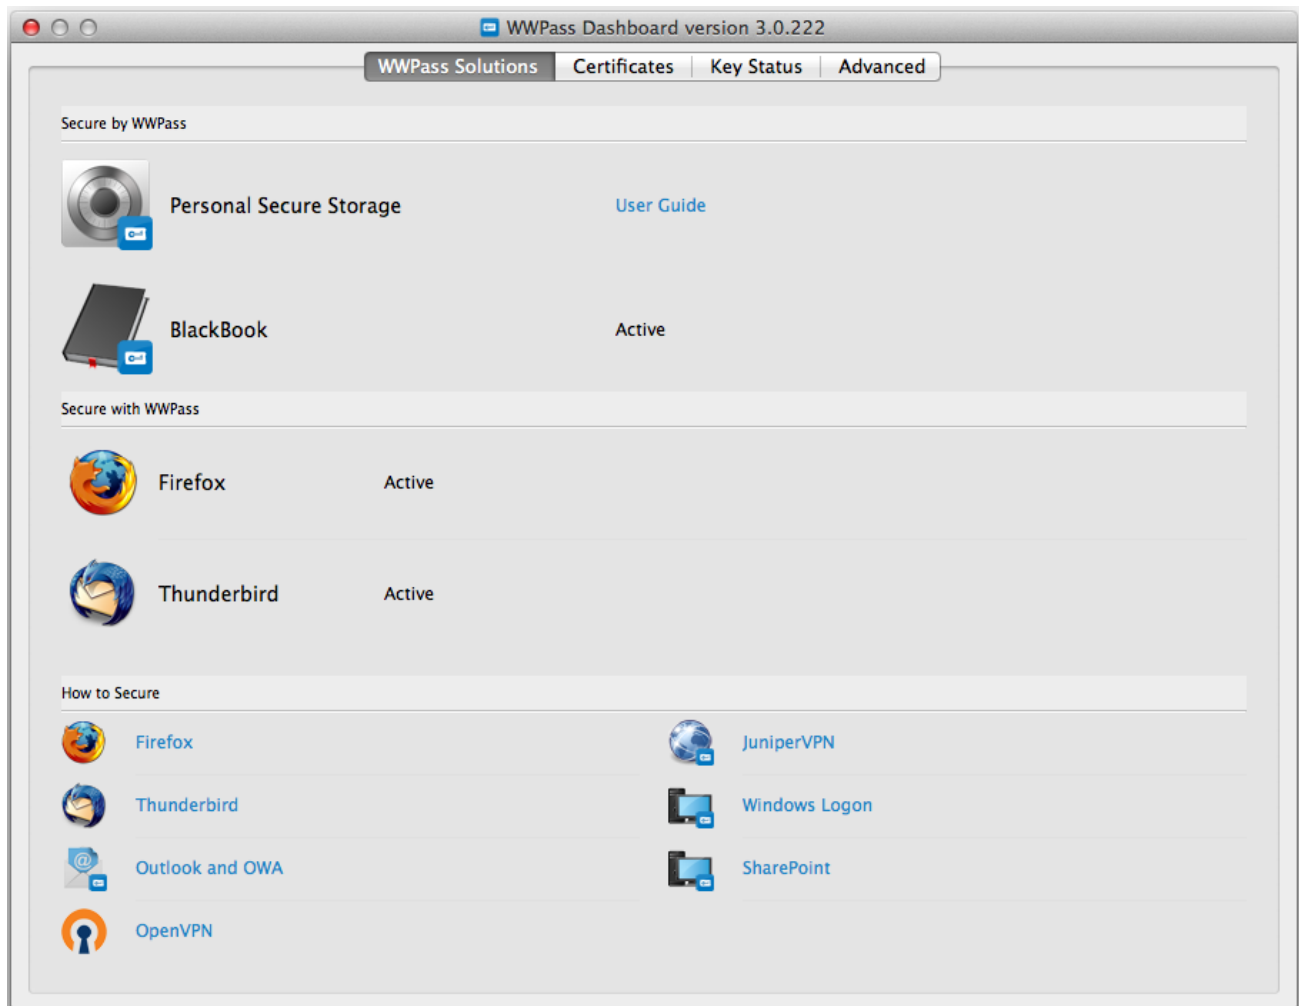 WWPass Dashboard version 3.0.222
WWPass Solutions Certificates Key Status Advanced
Secure by WWPass
Personal Secure Storage User Guide
BlackBook Active
Secure with WWPass
Firefox Active
Thunderbird Active
How to Secure
Firefox JuniperVPN
Thunderbird Windows Logon
Outlook and OWA SharePoint
OpenVPN